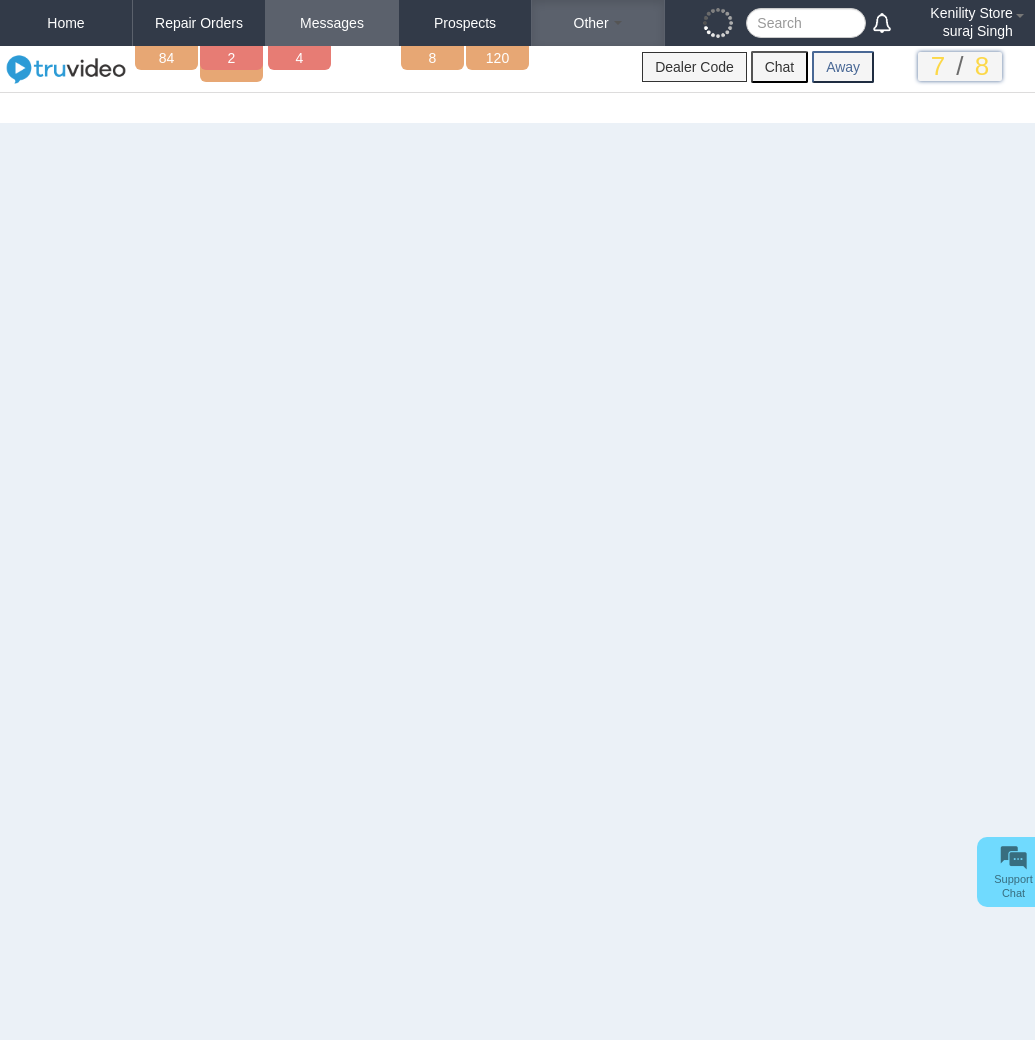 Home
Repair Orders
Messages
Prospects
Other
Search
Kenility Store
suraj Singh
truvideo
84
2
4
8
120
Dealer Code
Chat
Away
7 / 8
Support
Chat